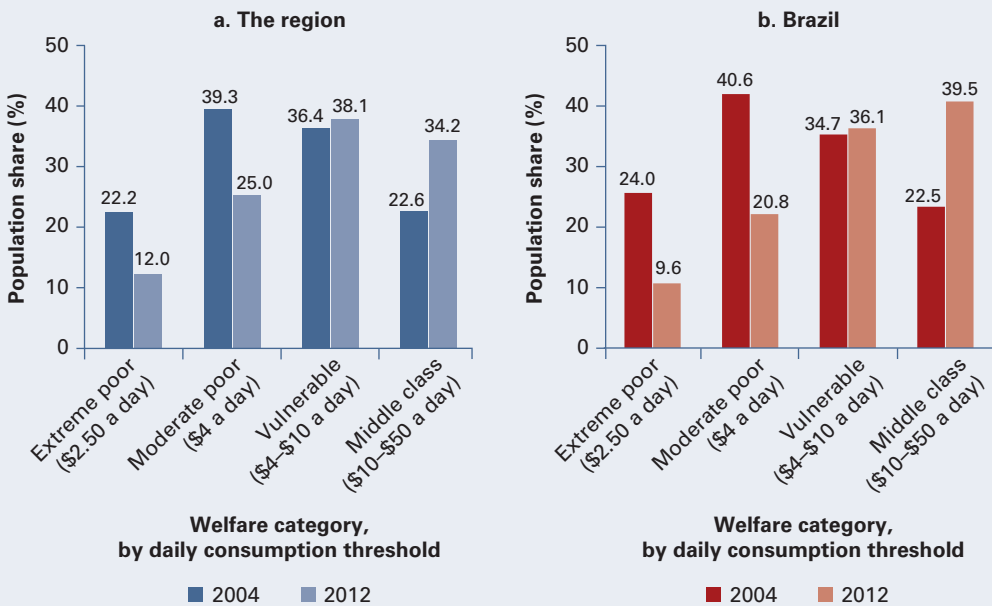 a. The region
Population share (%)
50
40
30
20
10
0
22.2
12.0
39.3
25.0
36.4
38.1
22.6
34.2
Extreme poor
($2.50 a day)
Moderate poor
($4 a day)
Vulnerable
($4–$10 a day)
Middle class
($10–$50 a day)
Welfare category,
by daily consumption threshold
2004
2012
b. Brazil
Population share (%)
50
40
30
20
10
0
24.0
9.6
40.6
20.8
34.7
36.1
22.5
39.5
Extreme poor
($2.50 a day)
Moderate poor
($4 a day)
Vulnerable
($4–$10 a day)
Middle class
($10–$50 a day)
Welfare category,
by daily consumption threshold
2004
2012